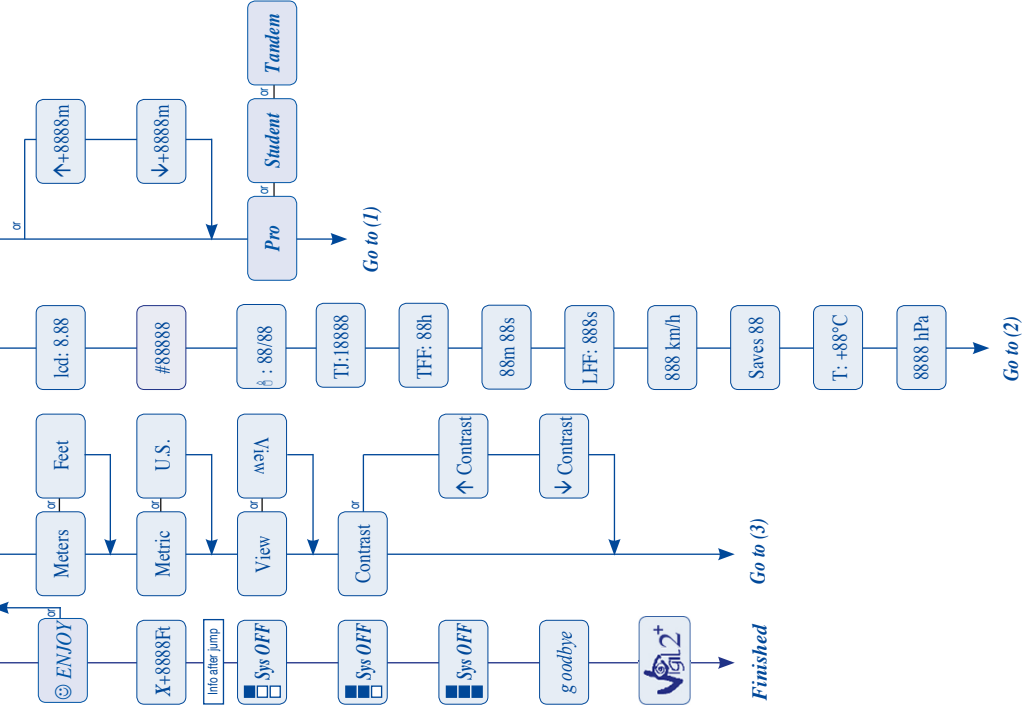 ☺ ENJOY
or
X+8888Ft
Info after jump
Sys OFF
Sys OFF
Sys OFF
g oodbye
Vigil2+
Finished
Meters
or
Feet
Metric
or
U.S.
View
or
View
Contrast
or
↑ Contrast
↓ Contrast
Go to (3)
lcd: 8.88
#88888
: 88/88
TJ:18888
TFF: 88h
88m 88s
LFF: 888s
888 km/h
Saves 88
T: +88°C
8888 hPa
Go to (2)
or
↑+8888m
↓+8888m
Pro
or
Student
or
Tandem
Go to (1)